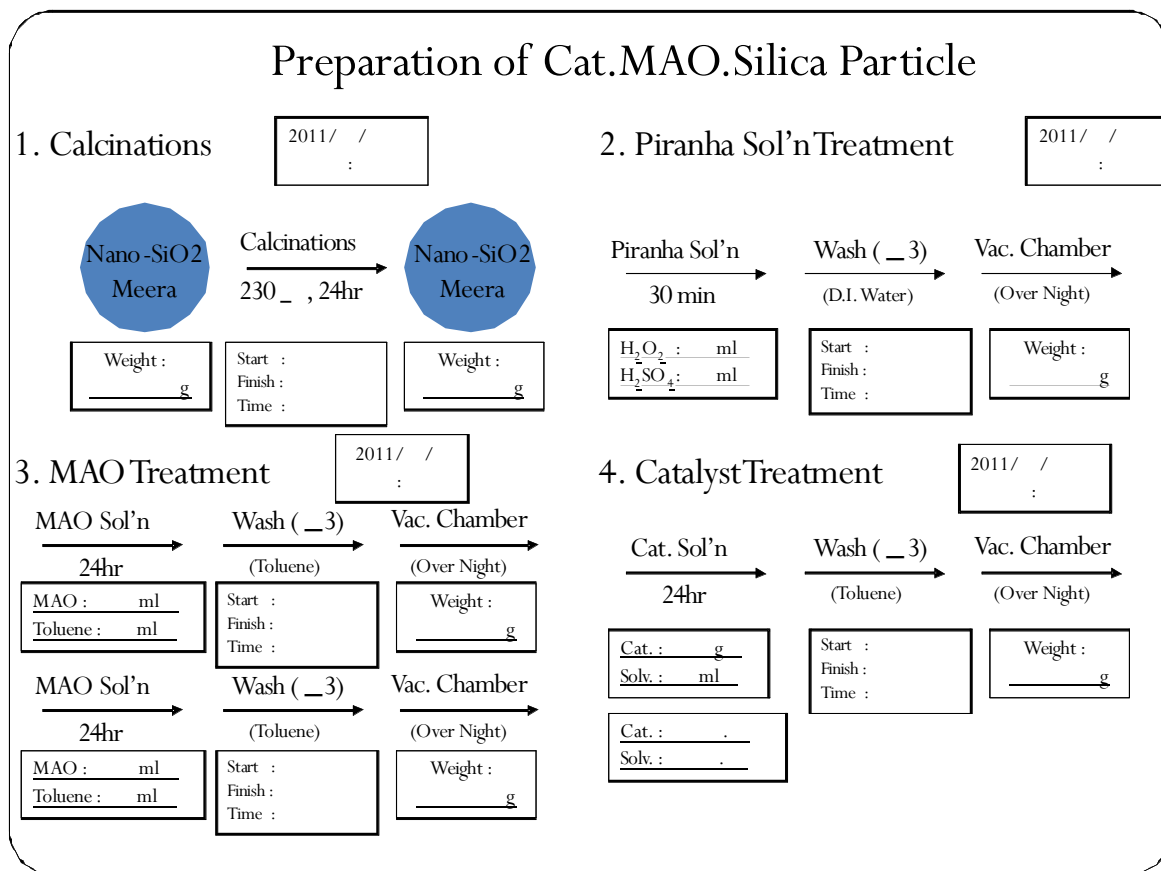 Preparation of Cat.MAO.Silica Particle
1. Calcinations
2011/ /
:
Nano-SiO2
Meera
Calcinations
230 _ , 24hr
Nano-SiO2
Meera
Weight :
g
Start :
Finish :
Time :
Weight :
g
2. Piranha Sol'n Treatment
2011/ /
:
Piranha Sol'n
30 min
Wash ( _ 3)
(D.I. Water)
Vac. Chamber
(Over Night)
H2O2 : ml
H2SO4 : ml
Start :
Finish :
Time :
Weight :
g
3. MAO Treatment
2011/ /
:
MAO Sol'n
24hr
Wash ( _ 3)
(Toluene)
Vac. Chamber
(Over Night)
MAO : ml
Toluene : ml
Start :
Finish :
Time :
Weight :
g
MAO Sol'n
24hr
Wash ( _ 3)
(Toluene)
Vac. Chamber
(Over Night)
MAO : ml
Toluene : ml
Start :
Finish :
Time :
Weight :
g
4. Catalyst Treatment
2011/ /
:
Cat. Sol'n
24hr
Wash ( _ 3)
(Toluene)
Vac. Chamber
(Over Night)
Cat. : g
Solv. : ml
Start :
Finish :
Time :
Weight :
g
Cat. : .
Solv. : .